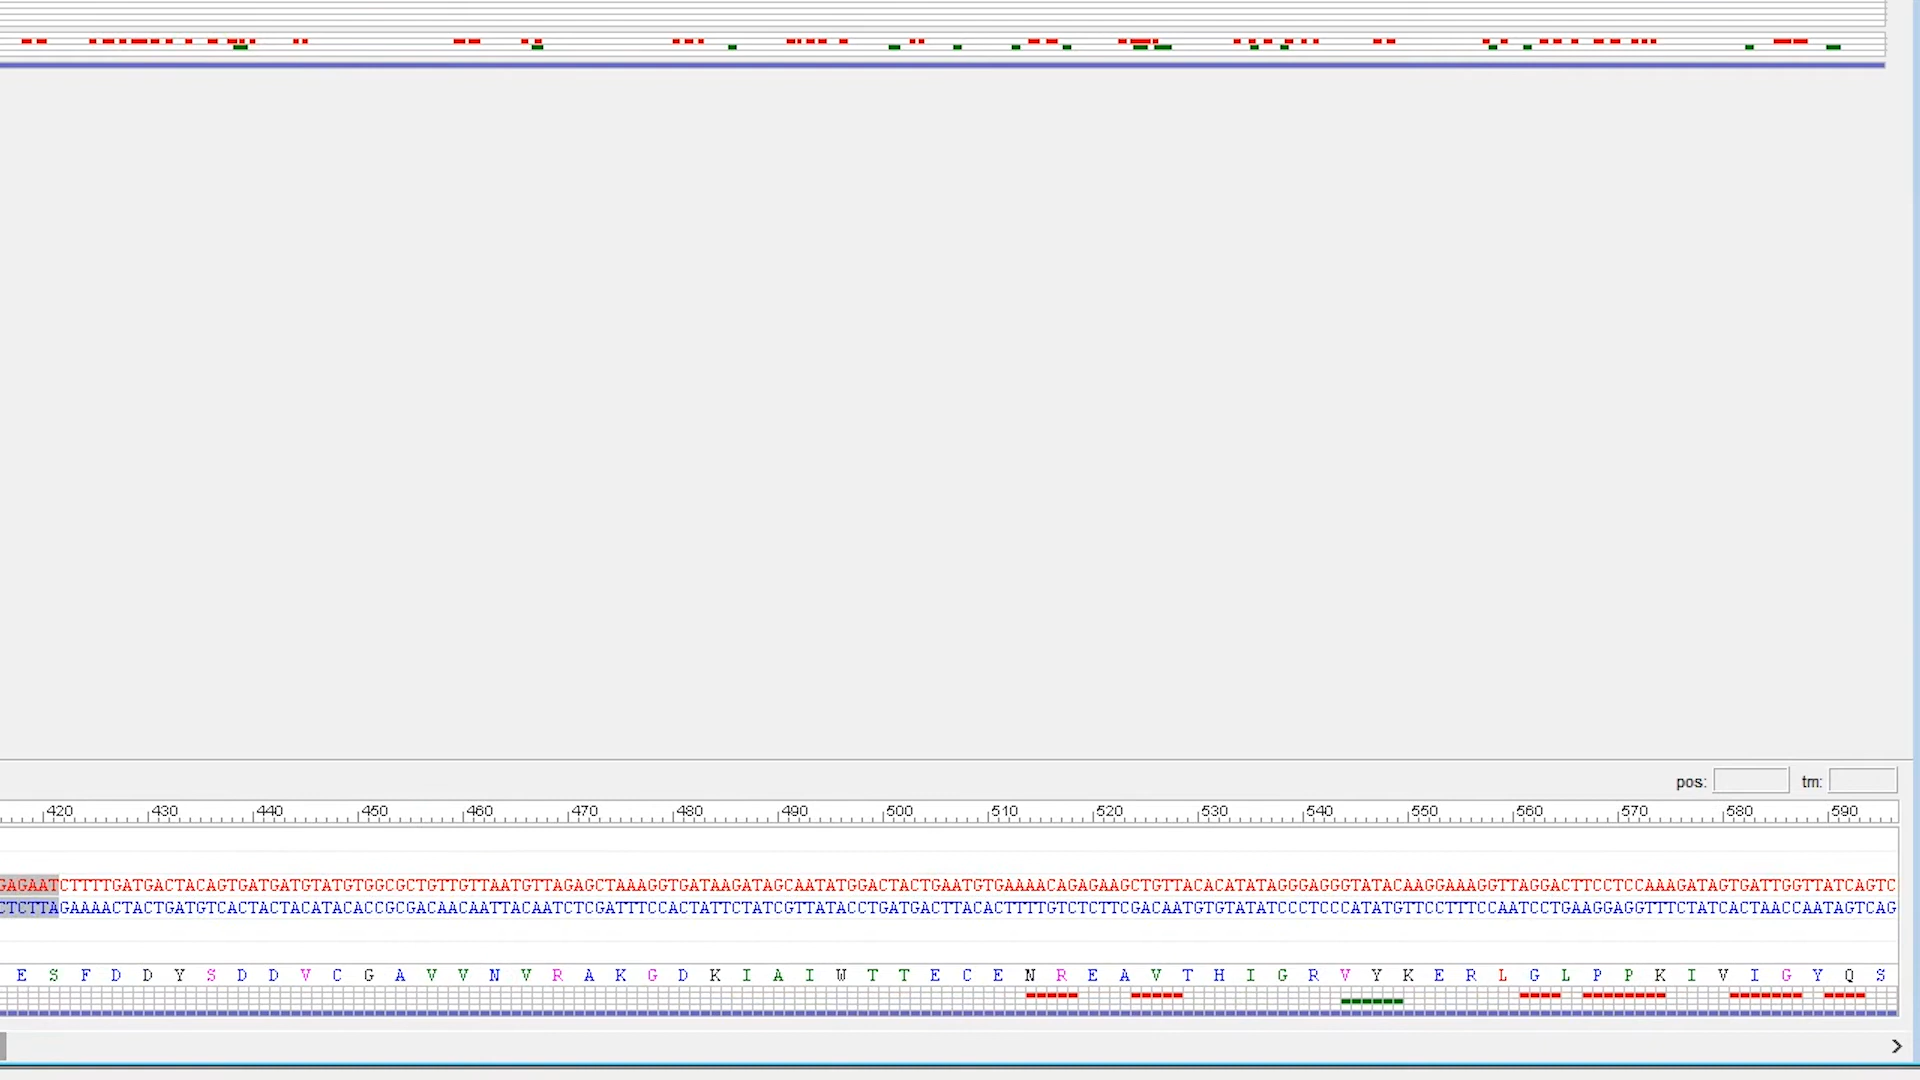 pos: tm:
420 430 440 450 460 470 480 490 500 510 520 530 540 550 560 570 580 590
GAGAATCTTTTGATGACTACAGTGATGATGTATGTGGCGCTGTTGTTAATGTTAGAGCTAAAGGTGATAAGATAGCAATATGGACTACTGAATGTGAAAACAGAGAAGCTGTTACACATATAGGGAGGGTATACAAGGAAAGGTTAGGACTTCCTCCAAAGATAGTGATTGGTTATCAGTC
CTCTTAGAAAACTACTGATGTCACTACTACATACACCGCGACAACAATTACAATCTCGATTTCCACTATTCTATCGTTATACCTGATGACTTACACTTTTGTCTCTTCGACAATGTGTATATCCCTCCCATATGTTCCTTTCCAATCCTGAAGGAGGTTTCTATCACTAACCAATAGTCAG
E S F D D Y S D D V C G A V V N V R A K G D K I A I W T T E C E N R E A V T H I G R V Y K E R L G L P P K I V I G Y Q S